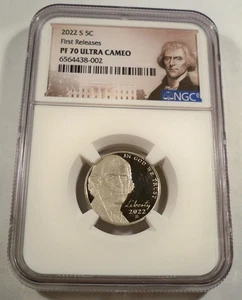 2022 S 5C
First Releases
PF 70 ULTRA CAMEO
6564438-002
NGC
IN GOD WE TRUST
Liberty
2022
S